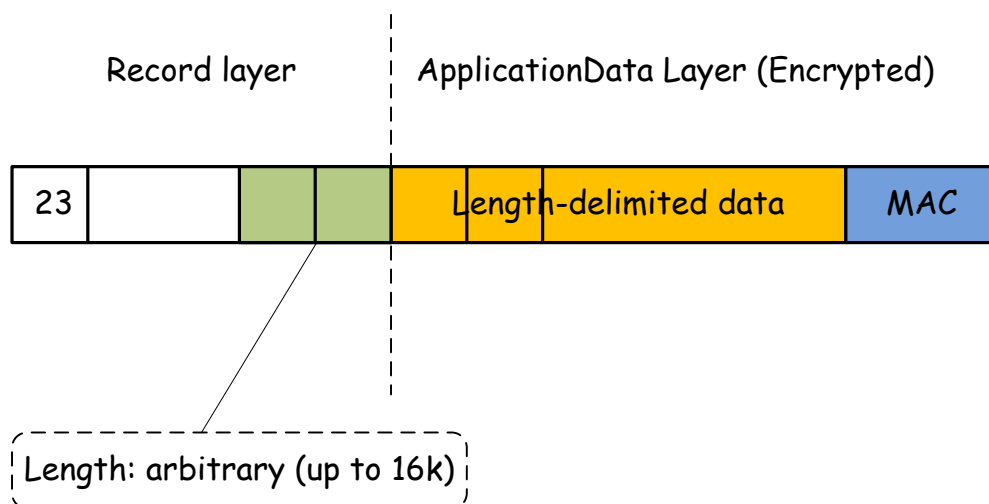 Record layer
ApplicationData Layer (Encrypted)
23
Length-delimited data
MAC
Length: arbitrary (up to 16k)